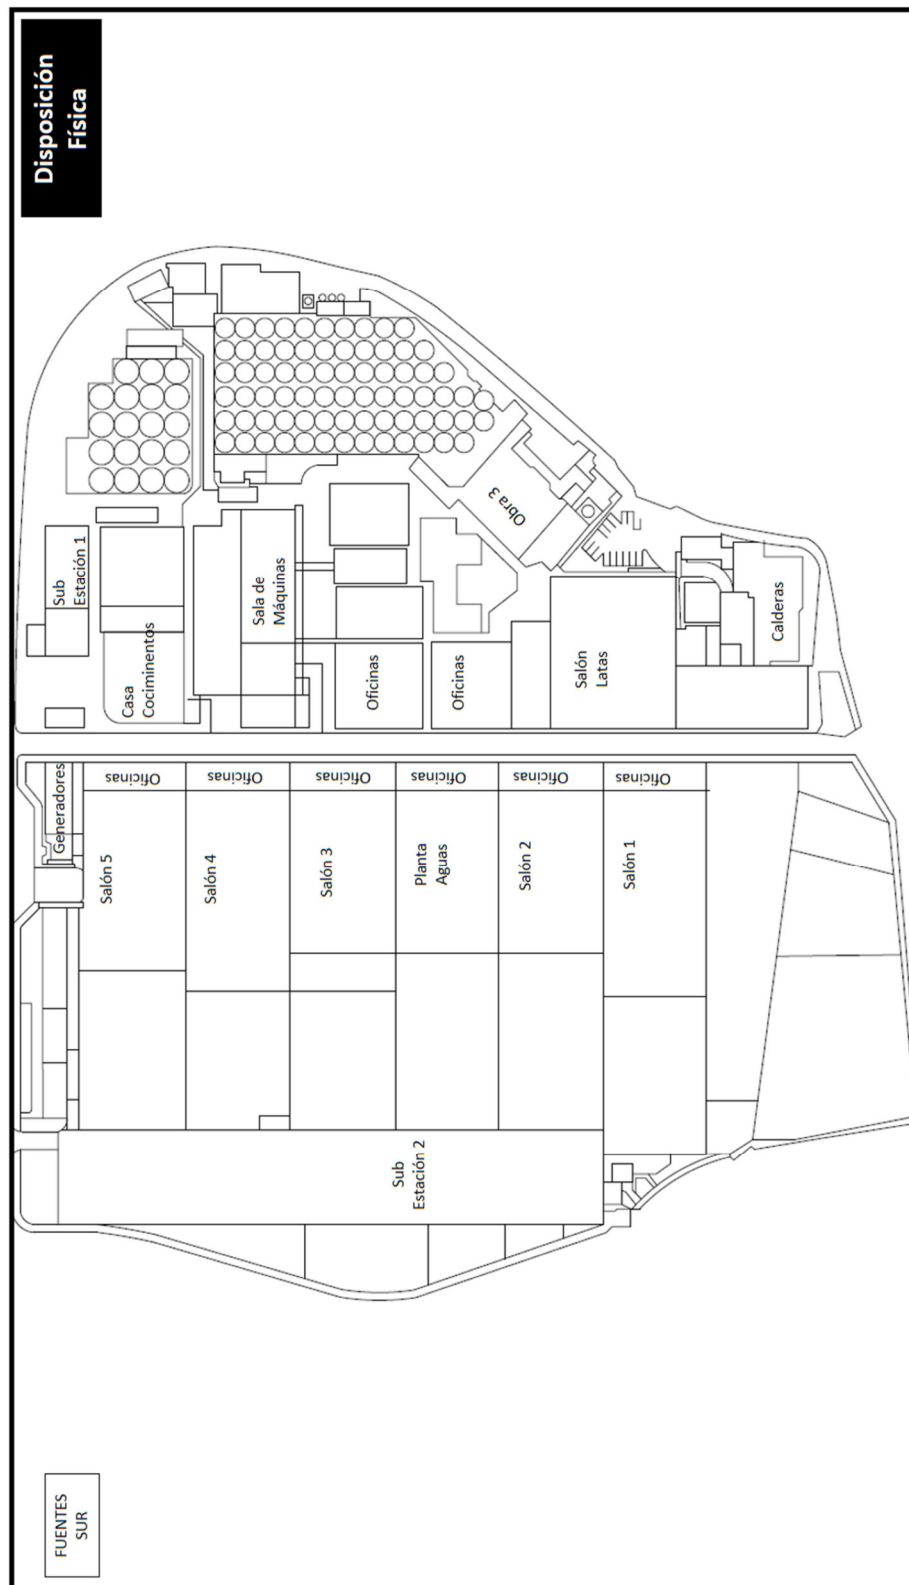 Disposición
Física
Sub
Estación 1
Casa
Cocimientos
Sala de
Máquinas
Oficinas
Oficinas
Obra 3
Salón
Latas
Calderas
Generadores
Oficinas
Oficinas
Oficinas
Oficinas
Oficinas
Oficinas
Salón 5
Salón 4
Salón 3
Planta
Aguas
Salón 2
Salón 1
Sub
Estación 2
FUENTES
SUR